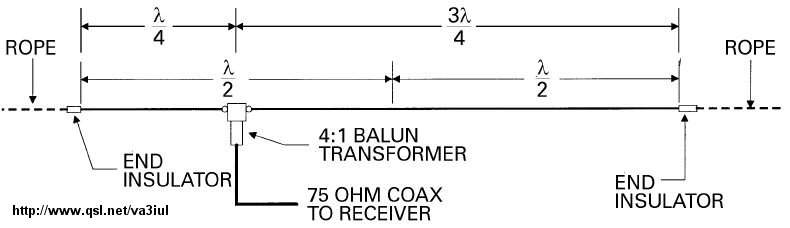 λ
4
3λ
4
ROPE
ROPE
λ
2
λ
2
END
INSULATOR
4:1 BALUN
TRANSFORMER
75 OHM COAX
TO RECEIVER
END
INSULATOR
http://www.qsl.net/va3iul